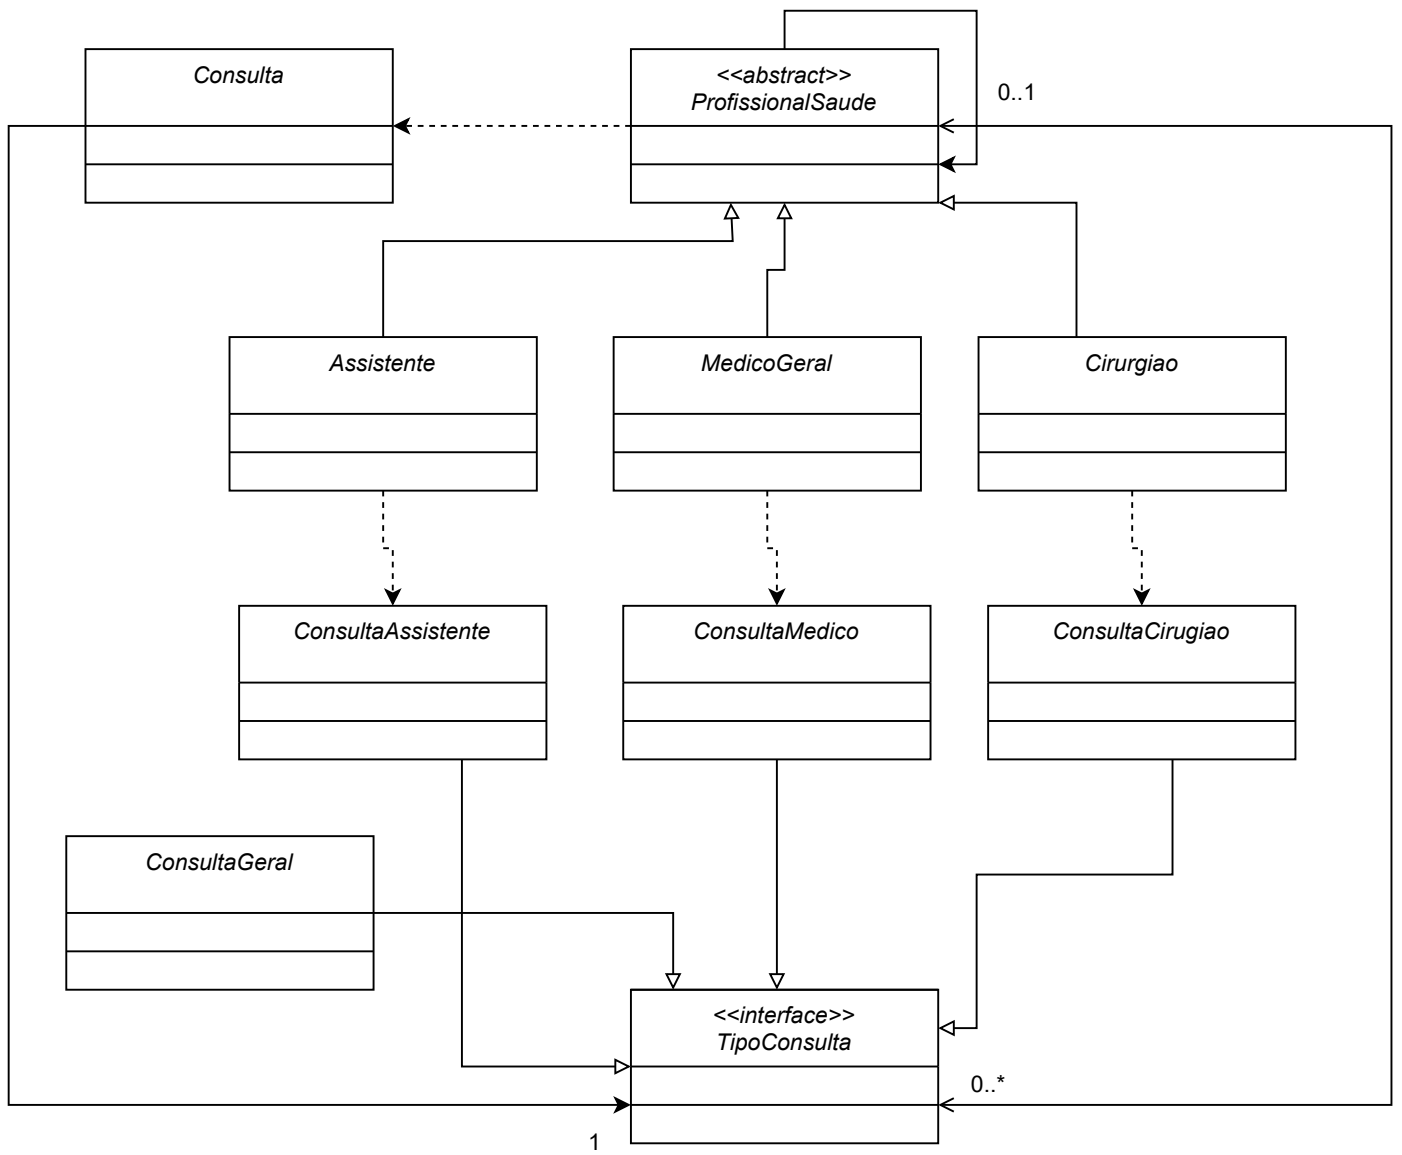 Consulta
<<abstract>>
ProfissionalSaude
0..1
Assistente
MedicoGeral
Cirurgiao
ConsultaAssistente
ConsultaMedico
ConsultaCirugiao
ConsultaGeral
<<interface>>
TipoConsulta
0..*
1